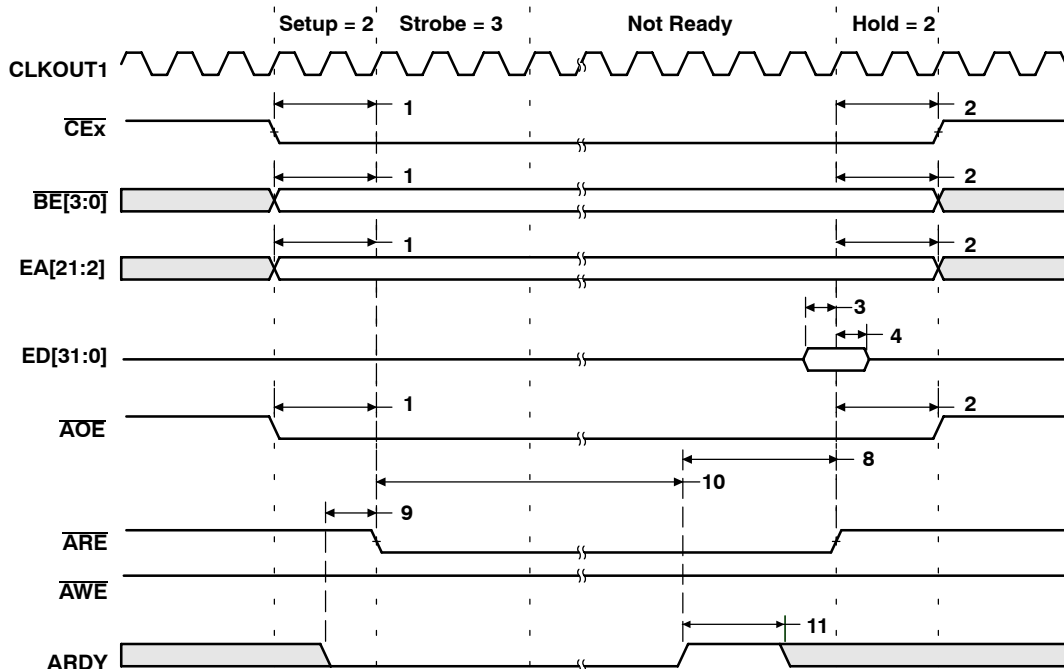 Setup = 2 Strobe = 3 Not Ready Hold = 2
CLKOUT1
CEx 1 2
BE[3:0] 1 2
EA[21:2] 1 2
3
ED[31:0] 4
AOE 1 2
8
10
9
ARE
AWE
11
ARDY